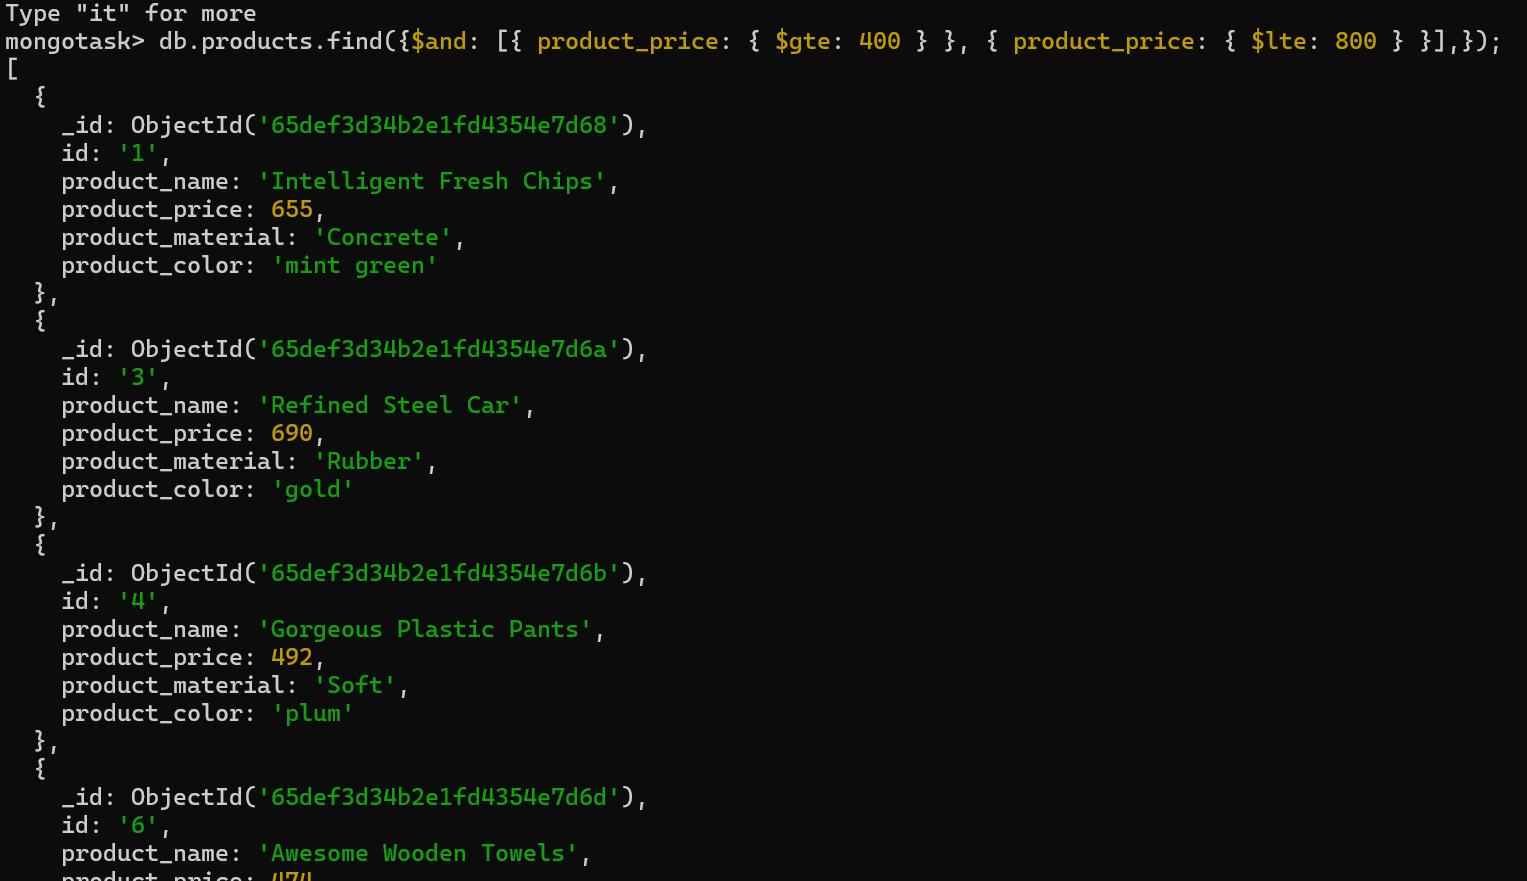 Type "it" for more
mongotask> db.products.find({$and: [{ product_price: { $gte: 400 } }, { product_price: { $lte: 800 } }],});
[
  {
    _id: ObjectId('65def3d34b2e1fd4354e7d68'),
    id: '1',
    product_name: 'Intelligent Fresh Chips',
    product_price: 655,
    product_material: 'Concrete',
    product_color: 'mint green'
  },
  {
    _id: ObjectId('65def3d34b2e1fd4354e7d6a'),
    id: '3',
    product_name: 'Refined Steel Car',
    product_price: 690,
    product_material: 'Rubber',
    product_color: 'gold'
  },
  {
    _id: ObjectId('65def3d34b2e1fd4354e7d6b'),
    id: '4',
    product_name: 'Gorgeous Plastic Pants',
    product_price: 492,
    product_material: 'Soft',
    product_color: 'plum'
  },
  {
    _id: ObjectId('65def3d34b2e1fd4354e7d6d'),
    id: '6',
    product_name: 'Awesome Wooden Towels',
    product_price: 474